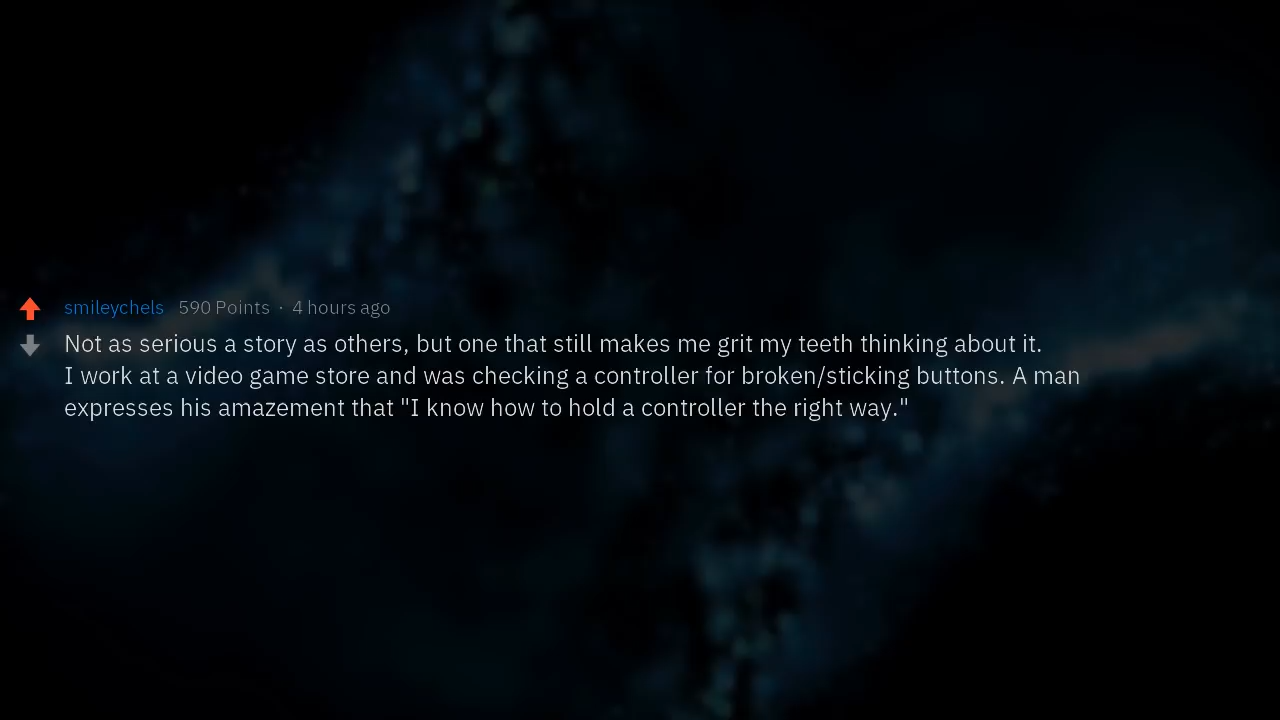 smileychels 590 Points · 4 hours ago
Not as serious a story as others, but one that still makes me grit my teeth thinking about it.
I work at a video game store and was checking a controller for broken/sticking buttons. A man
expresses his amazement that "I know how to hold a controller the right way."